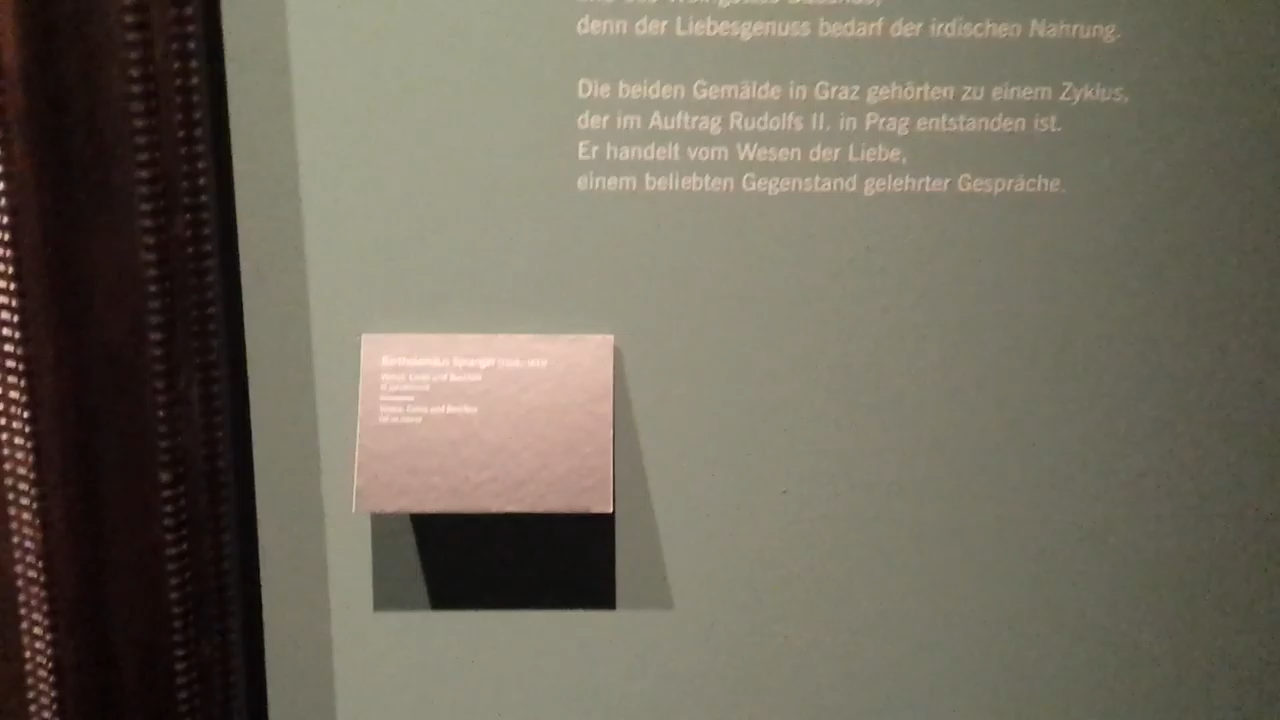 denn der Liebesgenuss bedarf der irdischen Nahrung.
Die beiden Gemälde in Graz gehörten zu einem Zyklus,
der im Auftrag Rudolfs II. in Prag entstanden ist.
Er handelt vom Wesen der Liebe,
einem beliebten Gegenstand gelehrter Gespräche.
Bartholomäus Spranger
Venus, Ceres und Bacchus
Venus, Ceres and Bacchus